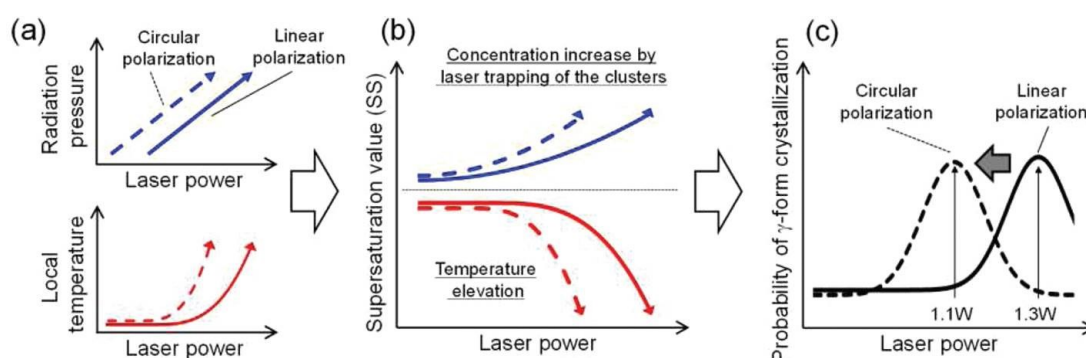 (a)
Circular
polarization
Linear
polarization
Radiation
pressure
Laser power
Local
temperature
(b)
Concentration increase by
laser trapping of the clusters
Supersaturation value (SS)
Temperature
elevation
Laser power
(c)
Circular
polarization
Linear
polarization
Probability of γ-form crystallization
1.1W
1.3W
Laser power